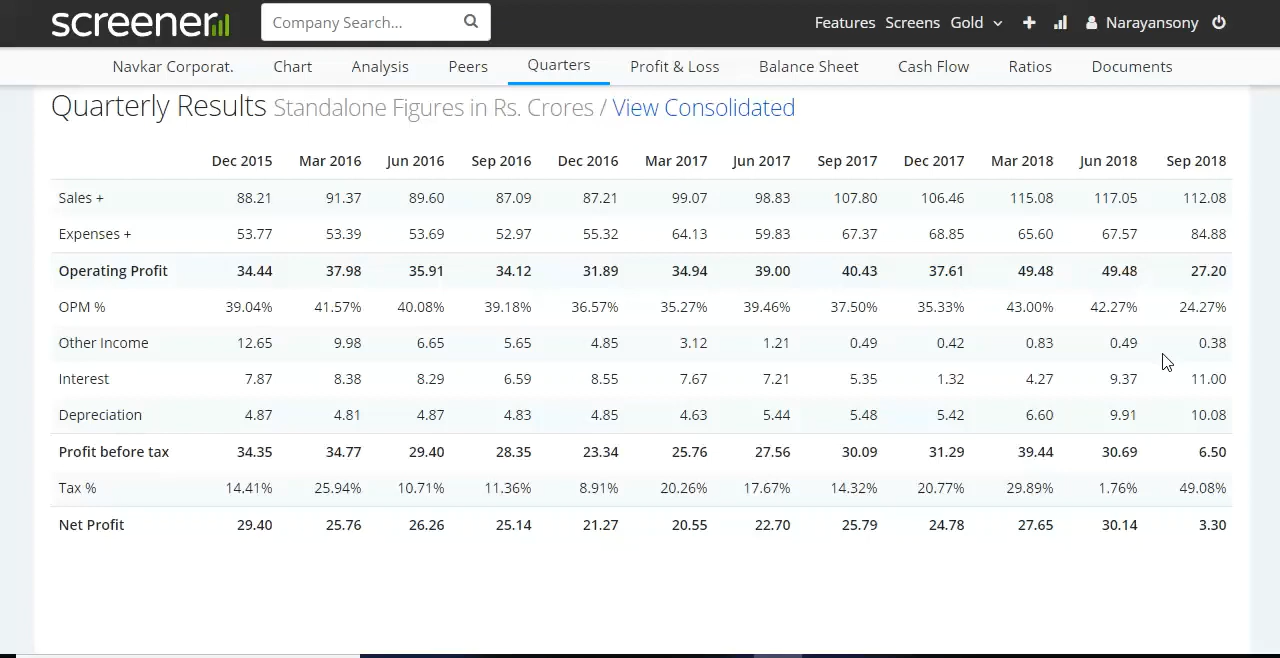 screener Company Search... Features Screens Gold Narayansony
Navkar Corporat. Chart Analysis Peers Quarters Profit & Loss Balance Sheet Cash Flow Ratios Documents
Quarterly Results Standalone Figures in Rs. Crores / View Consolidated
Dec 2015 Mar 2016 Jun 2016 Sep 2016 Dec 2016 Mar 2017 Jun 2017 Sep 2017 Dec 2017 Mar 2018 Jun 2018 Sep 2018
Sales + 88.21 91.37 89.60 87.09 87.21 99.07 98.83 107.80 106.46 115.08 117.05 112.08
Expenses + 53.77 53.39 53.69 52.97 55.32 64.13 59.83 67.37 68.85 65.60 67.57 84.88
Operating Profit 34.44 37.98 35.91 34.12 31.89 34.94 39.00 40.43 37.61 49.48 49.48 27.20
OPM % 39.04% 41.57% 40.08% 39.18% 36.57% 35.27% 39.46% 37.50% 35.33% 43.00% 42.27% 24.27%
Other Income 12.65 9.98 6.65 5.65 4.85 3.12 1.21 0.49 0.42 0.83 0.49 0.38
Interest 7.87 8.38 8.29 6.59 8.55 7.67 7.21 5.35 1.32 4.27 9.37 11.00
Depreciation 4.87 4.81 4.87 4.83 4.85 4.63 5.44 5.48 5.42 6.60 9.91 10.08
Profit before tax 34.35 34.77 29.40 28.35 23.34 25.76 27.56 30.09 31.29 39.44 30.69 6.50
Tax % 14.41% 25.94% 10.71% 11.36% 8.91% 20.26% 17.67% 14.32% 20.77% 29.89% 1.76% 49.08%
Net Profit 29.40 25.76 26.26 25.14 21.27 20.55 22.70 25.79 24.78 27.65 30.14 3.30